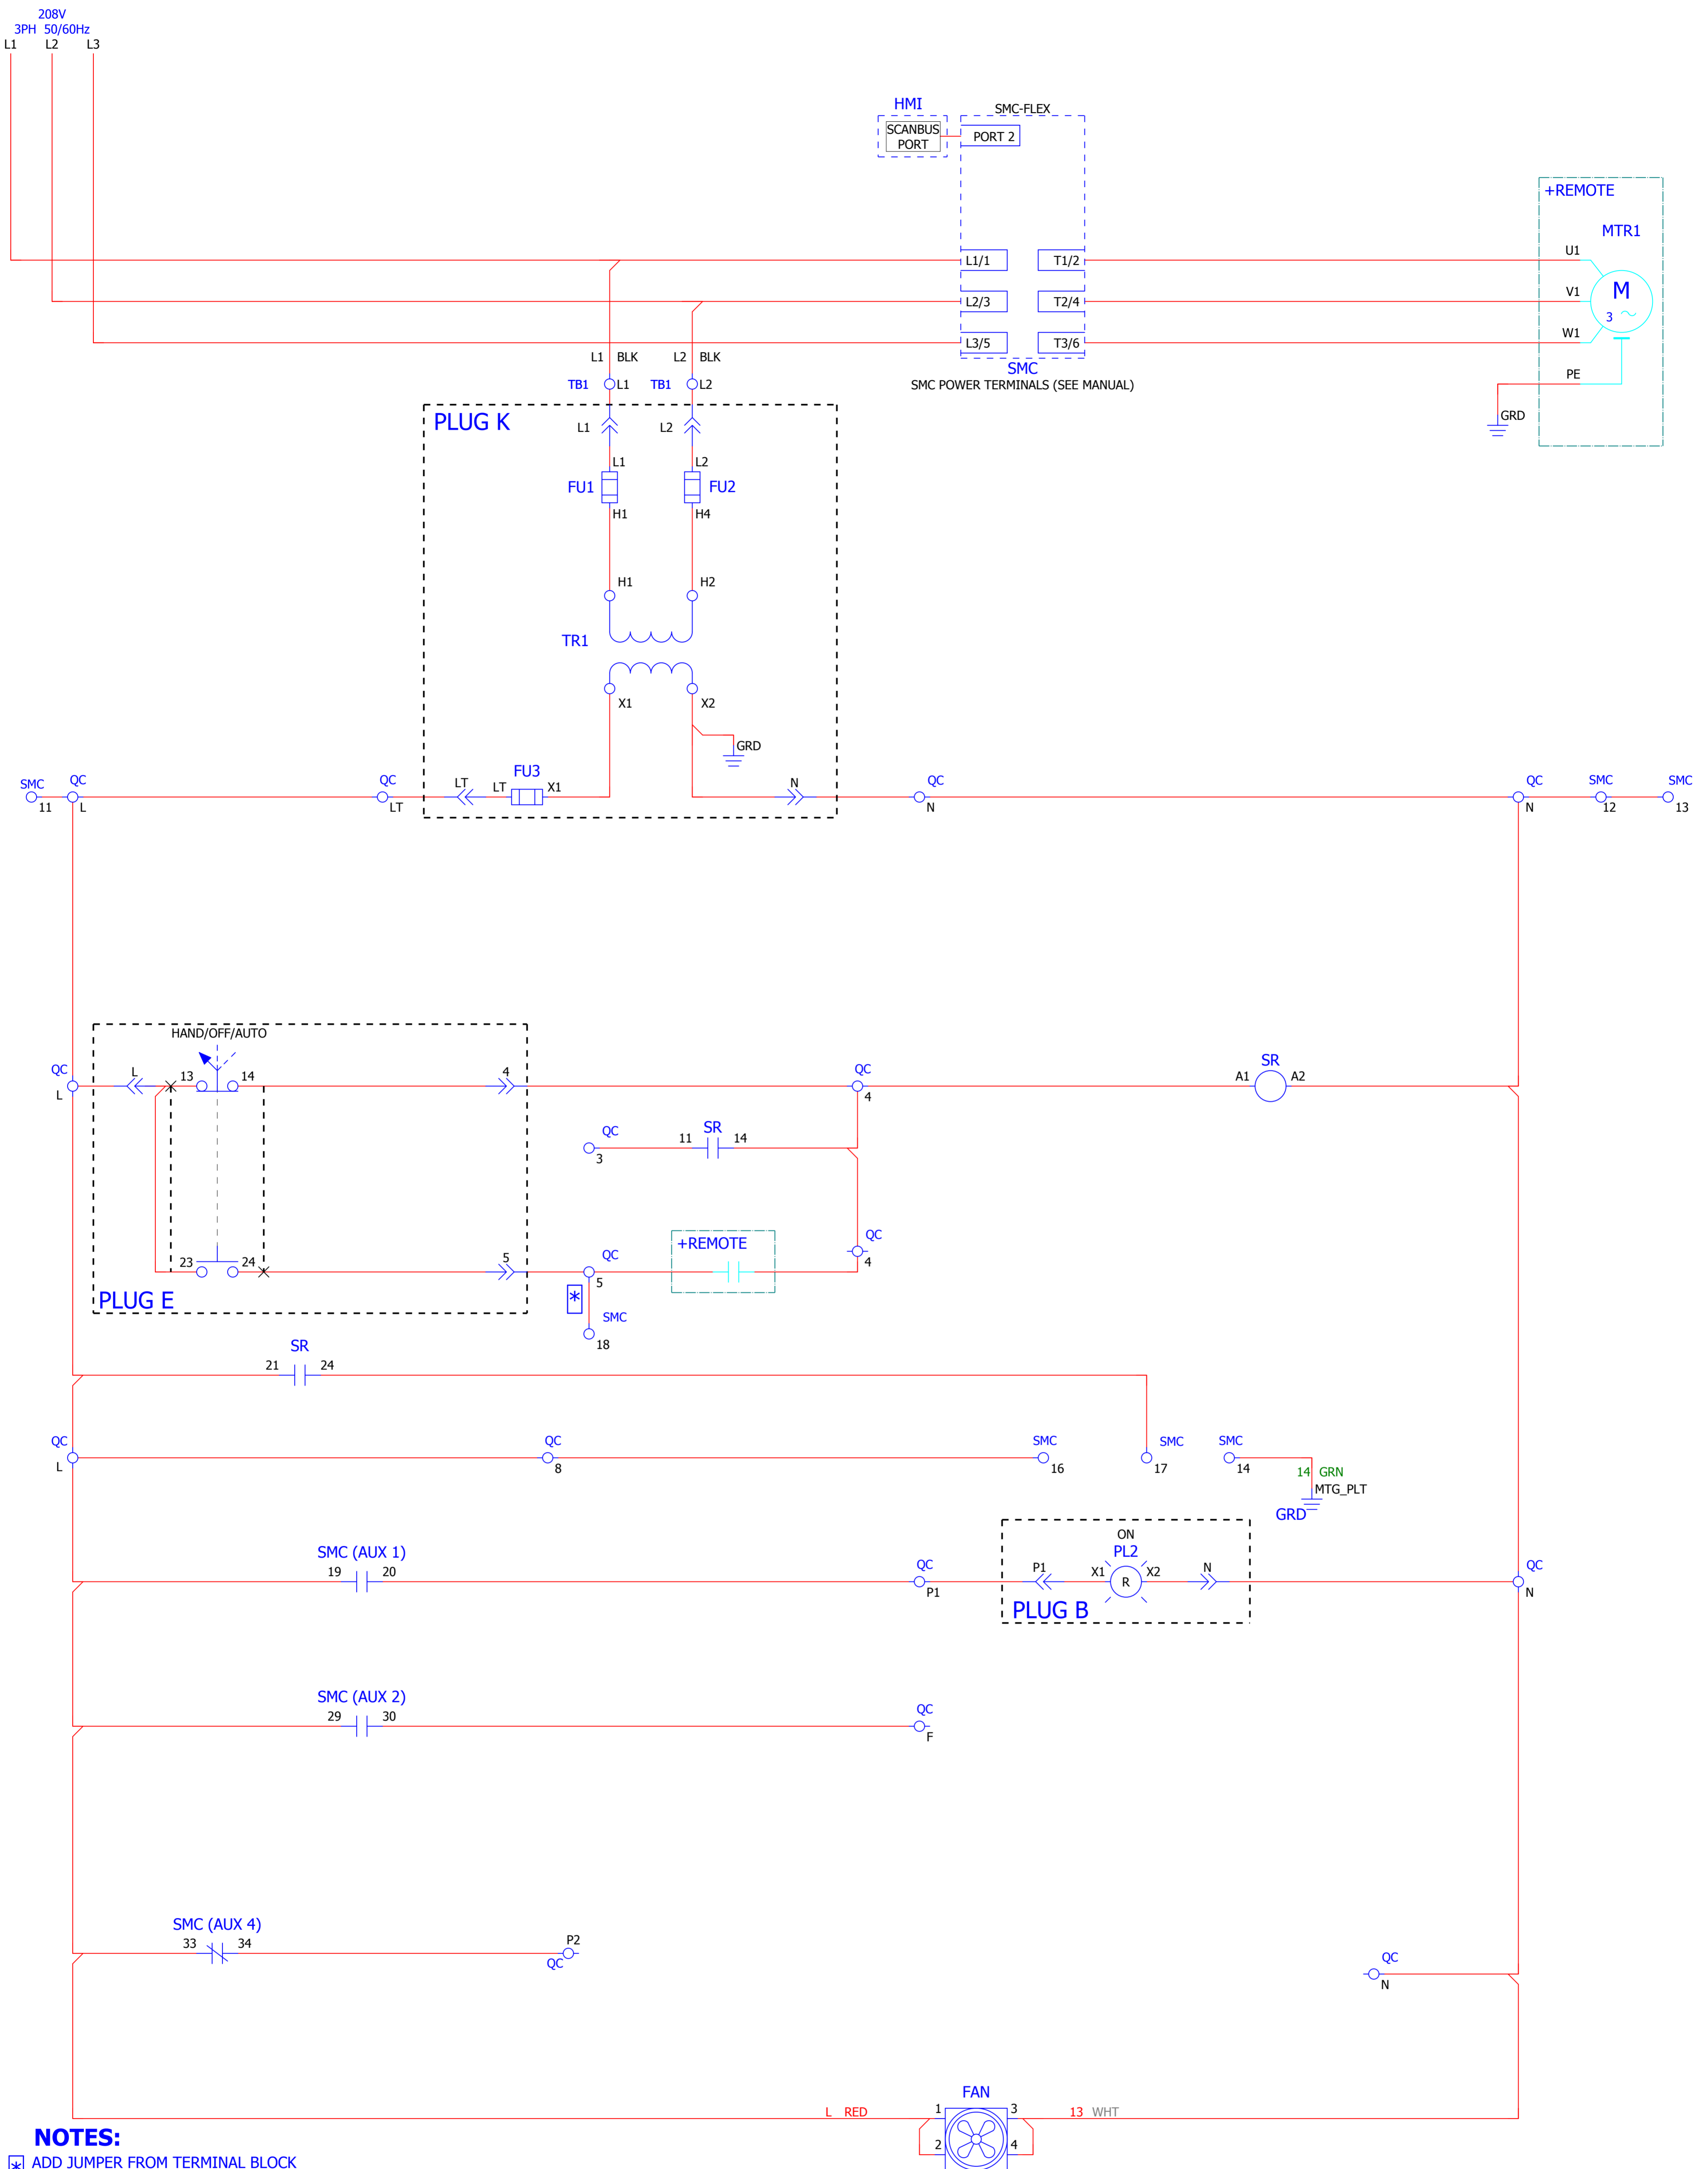 208V
3PH 50/60Hz
L1 L2 L3
HMI
SMC-FLEX
SCANBUS
PORT
PORT 2
+REMOTE
MTR1
L1/1 T1/2 U1
L2/3 T2/4 V1
M
3
L3/5 T3/6 W1
L1 BLK L2 BLK
SMC
SMC POWER TERMINALS (SEE MANUAL)
PE
GRD
TB1 L1 TB1 L2
PLUG K
L1 L2
L1 L2
FU1 FU2
H1 H4
H1 H2
TR1
X1 X2
GRD
SMC QC QC LT LT FU3 X1 N QC QC SMC SMC
11 L LT N N 12 13
HAND/OFF/AUTO
QC L 13 14 4 QC SR
L 4 A1 A2
QC 11 SR 14
3
+REMOTE
QC
4
23 24 5 QC
5
PLUG E
*
SMC
18
SR
21 24
QC QC SMC SMC SMC
L 8 16 17 14
14 GRN
MTG_PLT
GRD
ON
PL2
SMC (AUX 1)
19 20 QC P1 X1 R X2 N QC
P1 N
PLUG B
SMC (AUX 2)
29 30 QC
F
SMC (AUX 4)
33 34 P2
QC
QC
N
FAN
L RED 1 3 13 WHT
2 4
NOTES:
* ADD JUMPER FROM TERMINAL BLOCK